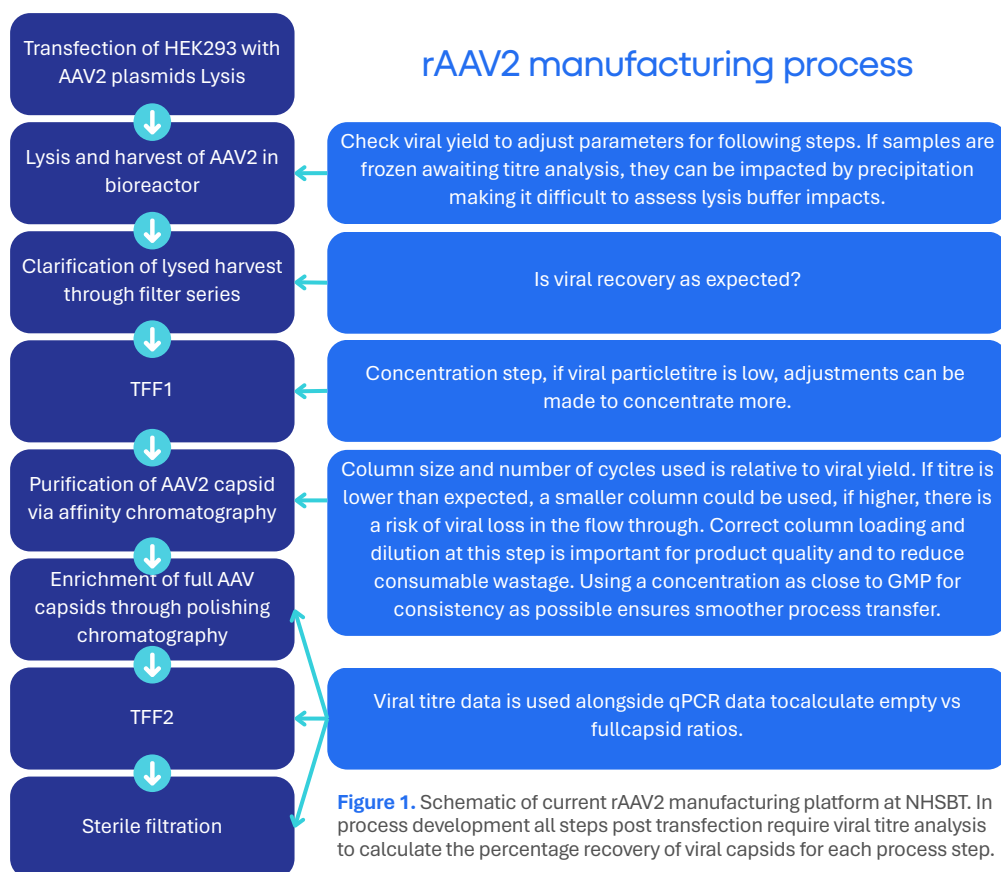 rAAV2 manufacturing process
Transfection of HEK293 with
AAV2 plasmids Lysis
Lysis and harvest of AAV2 in
bioreactor
Check viral yield to adjust parameters for following steps. If samples are
frozen awaiting titre analysis, they can be impacted by precipitation
making it difficult to assess lysis buffer impacts.
Clarification of lysed harvest
through filter series
Is viral recovery as expected?
TFF1
Concentration step, if viral particletitre is low, adjustments can be
made to concentrate more.
Purification of AAV2 capsid
via affinity chromatography
Column size and number of cycles used is relative to viral yield. If titre
is lower than expected, a smaller column could be used, if higher, there is
a risk of viral loss in the flow through. Correct column loading and
dilution at this step is important for product quality and to reduce
consumable wastage. Using a concentration as close to GMP for
consistency as possible ensures smoother process transfer.
Enrichment of full AAV
capsids through polishing
chromatography
TFF2
Viral titre data is used alongside qPCR data tocalculate empty vs
fullcapsid ratios.
Sterile filtration
Figure 1. Schematic of current rAAV2 manufacturing platform at NHSBT. In
process development all steps post transfection require viral titre analysis
to calculate the percentage recovery of viral capsids for each process step.